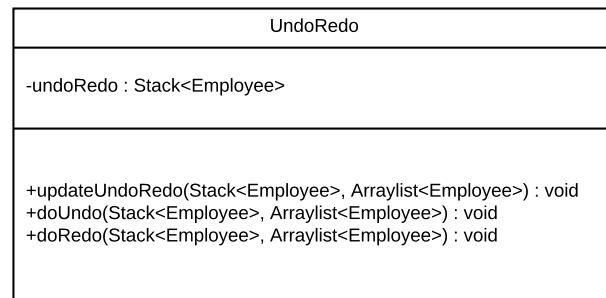 UndoRedo
-undoRedo : Stack<Employee>
+updateUndoRedo(Stack<Employee>, Arraylist<Employee>) : void
+doUndo(Stack<Employee>, Arraylist<Employee>) : void
+doRedo(Stack<Employee>, Arraylist<Employee>) : void